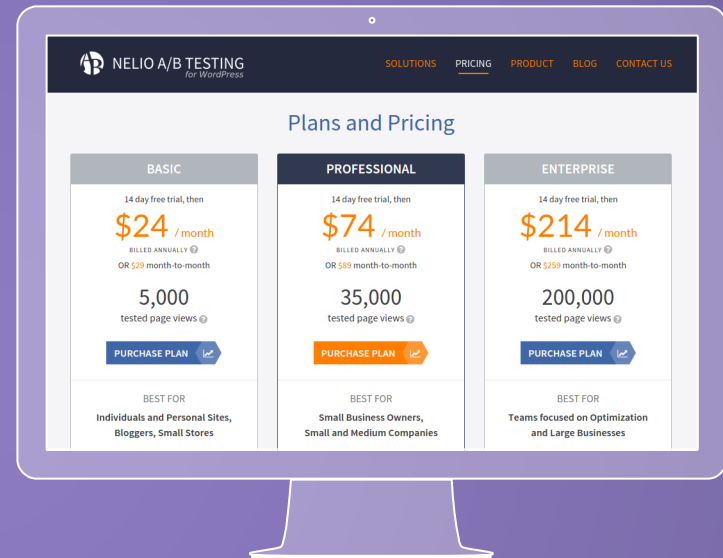 NELIO A/B TESTING
for WordPress
SOLUTIONS PRICING PRODUCT BLOG CONTACT US
Plans and Pricing
BASIC
14 day free trial, then
$24 / month
BILLED ANNUALLY ?
OR $29 month-to-month
5,000
tested page views ?
PURCHASE PLAN
BEST FOR
Individuals and Personal Sites,
Bloggers, Small Stores
PROFESSIONAL
14 day free trial, then
$74 / month
BILLED ANNUALLY ?
OR $89 month-to-month
35,000
tested page views ?
PURCHASE PLAN
BEST FOR
Small Business Owners,
Small and Medium Companies
ENTERPRISE
14 day free trial, then
$214 / month
BILLED ANNUALLY ?
OR $259 month-to-month
200,000
tested page views ?
PURCHASE PLAN
BEST FOR
Teams focused on Optimization
and Large Businesses